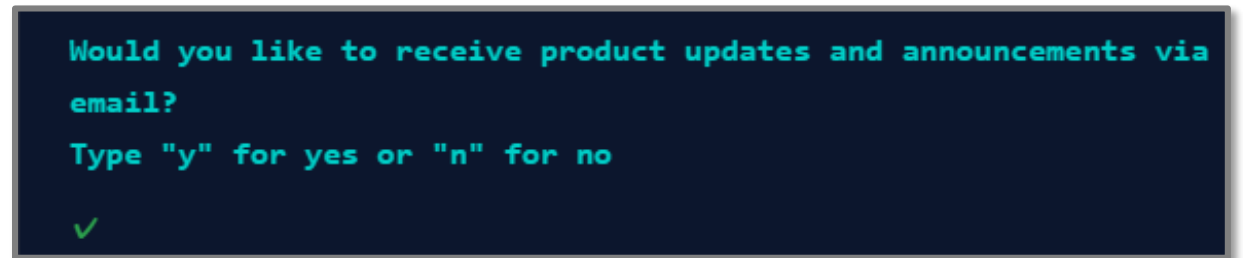 Would you like to receive product updates and announcements via
email?
Type "y" for yes or "n" for no
✓